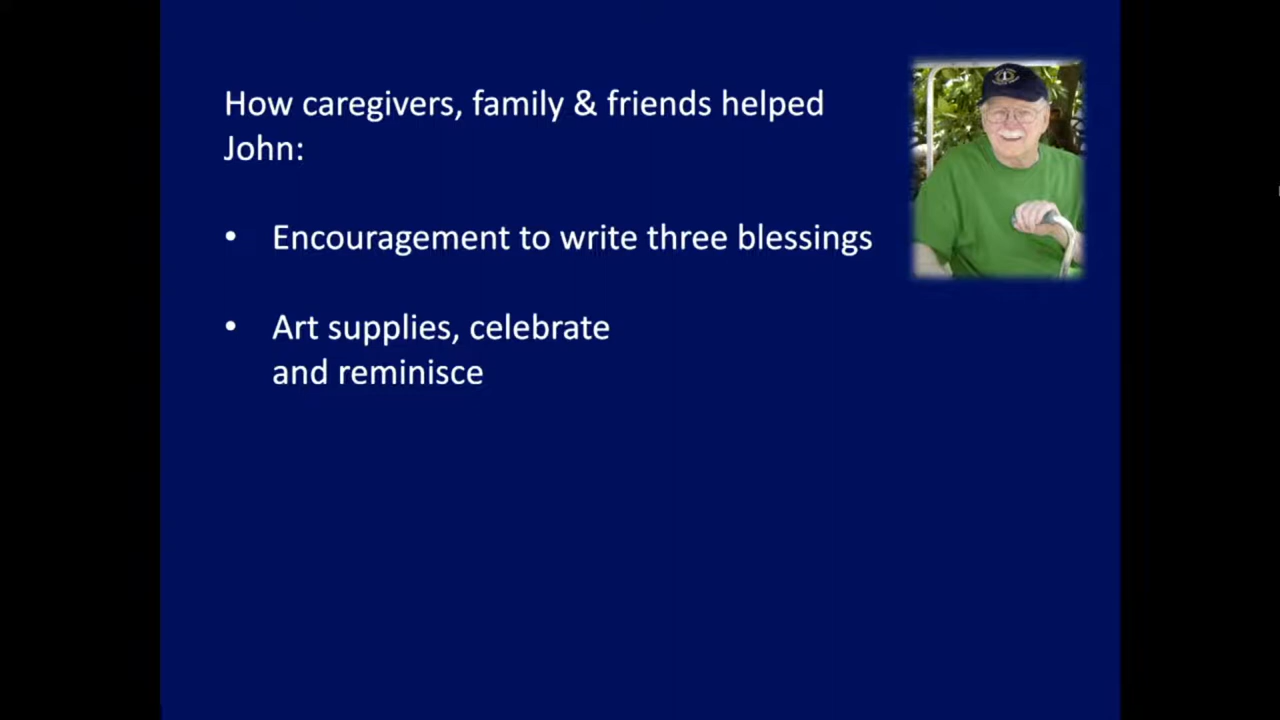 How caregivers, family & friends helped
John:
• Encouragement to write three blessings
• Art supplies, celebrate
and reminisce